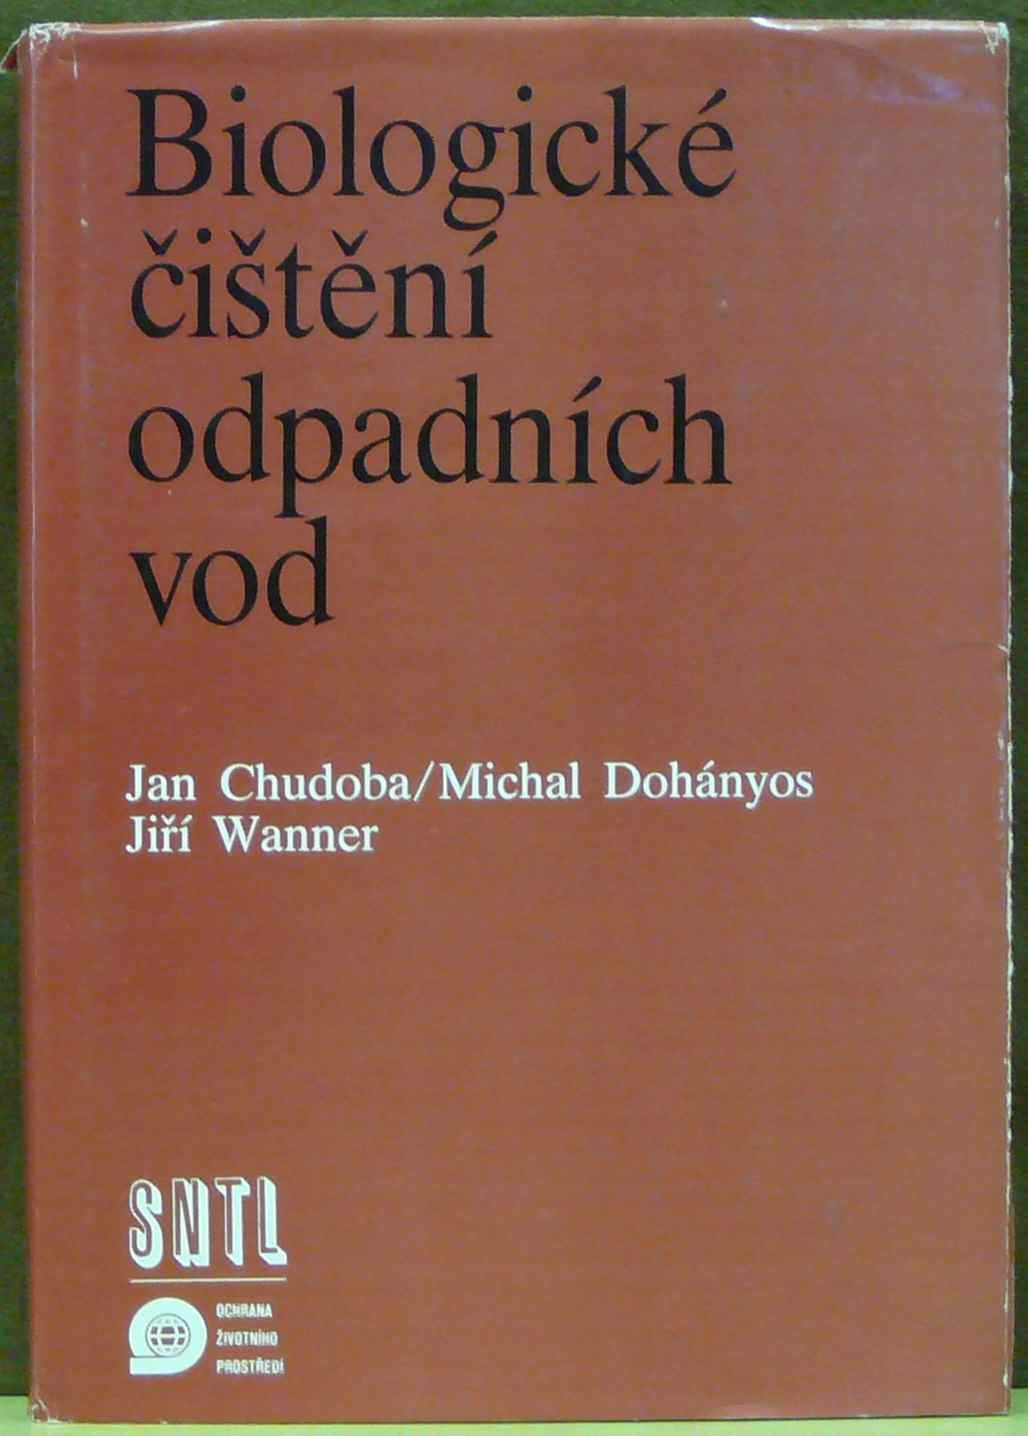 Biologické
čištění
odpadních
vod
Jan Chudoba/Michal Dohányos
Jiří Wanner
SNTL
OCHRANA
ŽIVOTNÍHO
PROSTŘEDÍ